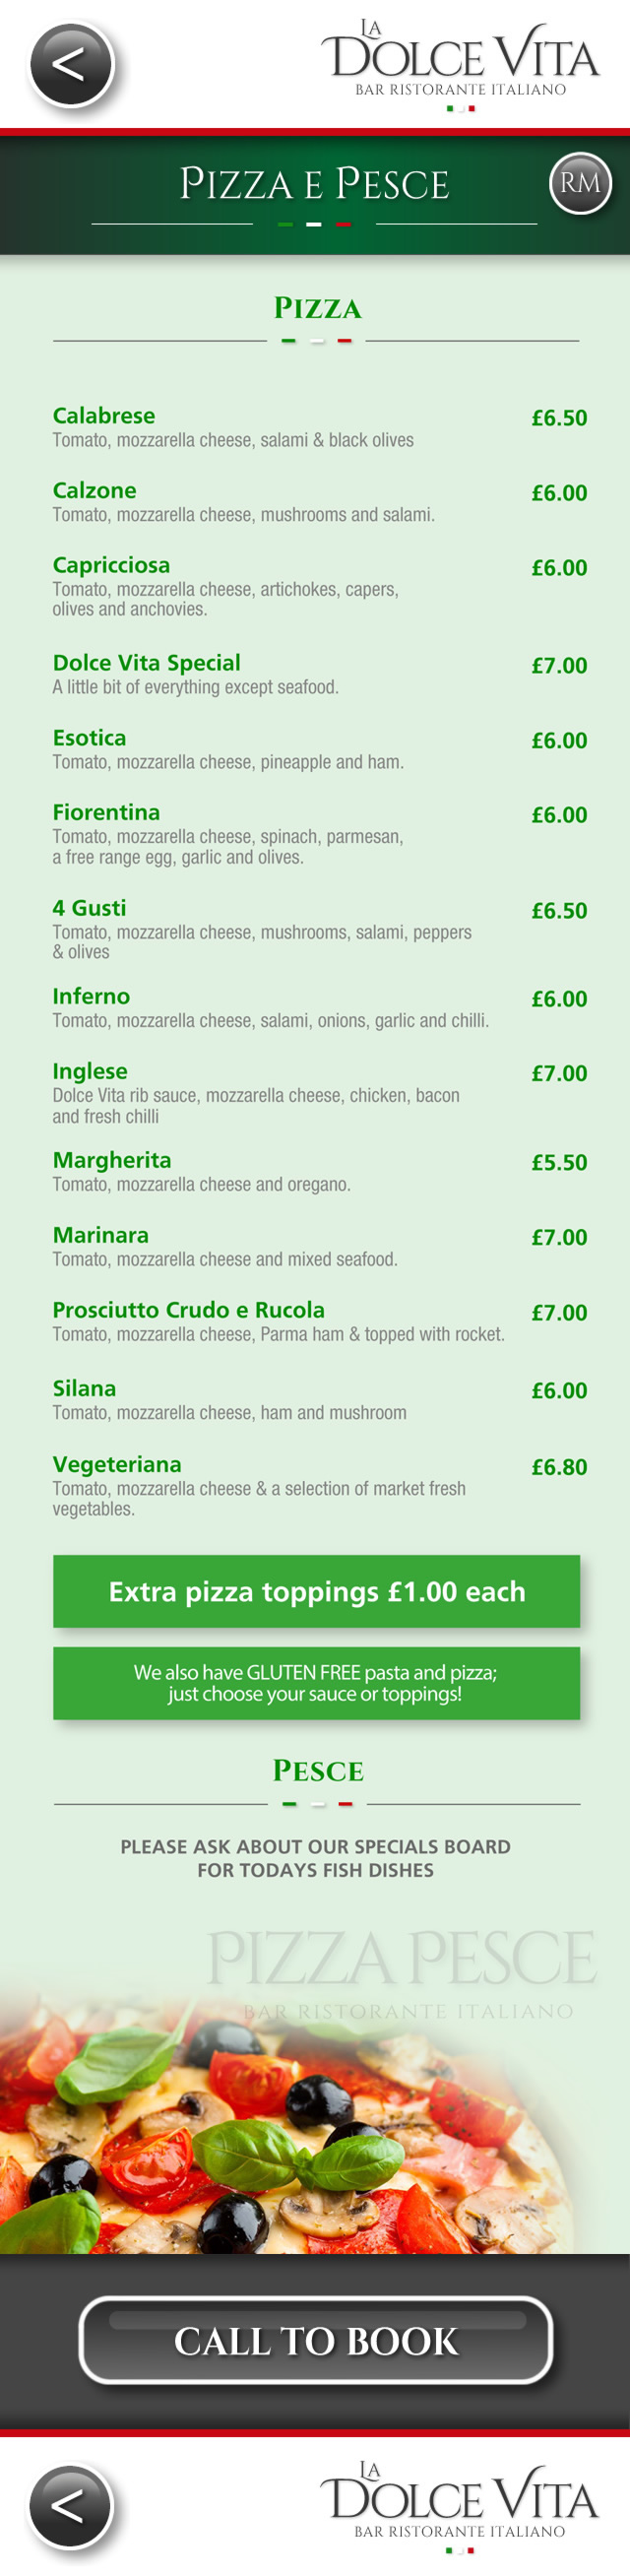 <
LA
DOLCE VITA
BAR RISTORANTE ITALIANO
PIZZA E PESCE
RM
PIZZA
Calabrese £6.50
Tomato, mozzarella cheese, salami & black olives
Calzone £6.00
Tomato, mozzarella cheese, mushrooms and salami.
Capricciosa £6.00
Tomato, mozzarella cheese, artichokes, capers,
olives and anchovies.
Dolce Vita Special £7.00
A little bit of everything except seafood.
Esotica £6.00
Tomato, mozzarella cheese, pineapple and ham.
Fiorentina £6.00
Tomato, mozzarella cheese, spinach, parmesan,
a free range egg, garlic and olives.
4 Gusti £6.50
Tomato, mozzarella cheese, mushrooms, salami, peppers
& olives
Inferno £6.00
Tomato, mozzarella cheese, salami, onions, garlic and chilli.
Inglese £7.00
Dolce Vita rib sauce, mozzarella cheese, chicken, bacon
and fresh chilli
Margherita £5.50
Tomato, mozzarella cheese and oregano.
Marinara £7.00
Tomato, mozzarella cheese and mixed seafood.
Prosciutto Crudo e Rucola £7.00
Tomato, mozzarella cheese, Parma ham & topped with rocket.
Silana £6.00
Tomato, mozzarella cheese, ham and mushroom
Vegeteriana £6.80
Tomato, mozzarella cheese & a selection of market fresh
vegetables.
Extra pizza toppings £1.00 each
We also have GLUTEN FREE pasta and pizza;
just choose your sauce or toppings!
PESCE
PLEASE ASK ABOUT OUR SPECIALS BOARD
FOR TODAYS FISH DISHES
PIZZA PESCE
BAR RISTORANTE ITALIANO
CALL TO BOOK
<
LA
DOLCE VITA
BAR RISTORANTE ITALIANO